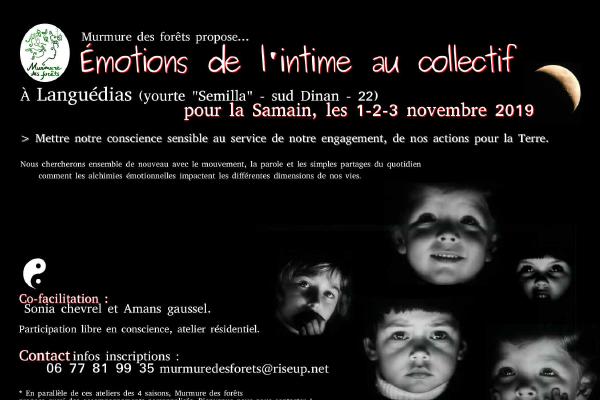 Murmure des forêts propose...
Émotions de l'intime au collectif
Murmure
des forêts
À Languédias (yourte "Semilla" - sud Dinan - 22)
pour la Samain, les 1-2-3 novembre 2019
> Mettre notre conscience sensible au service de notre engagement, de nos actions pour la Terre.
Nous chercherons ensemble de nouveau avec le mouvement, la parole et les simples partages du quotidien
comment les alchimies émotionnelles impactent les différentes dimensions de nos vies.
Co-facilitation :
Sonia chevrel et Amans gaussel.
Participation libre en conscience, atelier résidentiel.
Contact infos inscriptions :
06 77 81 99 35 murmuredesforets@riseup.net
* En parallèle de ces ateliers des 4 saisons, Murmure des forêts